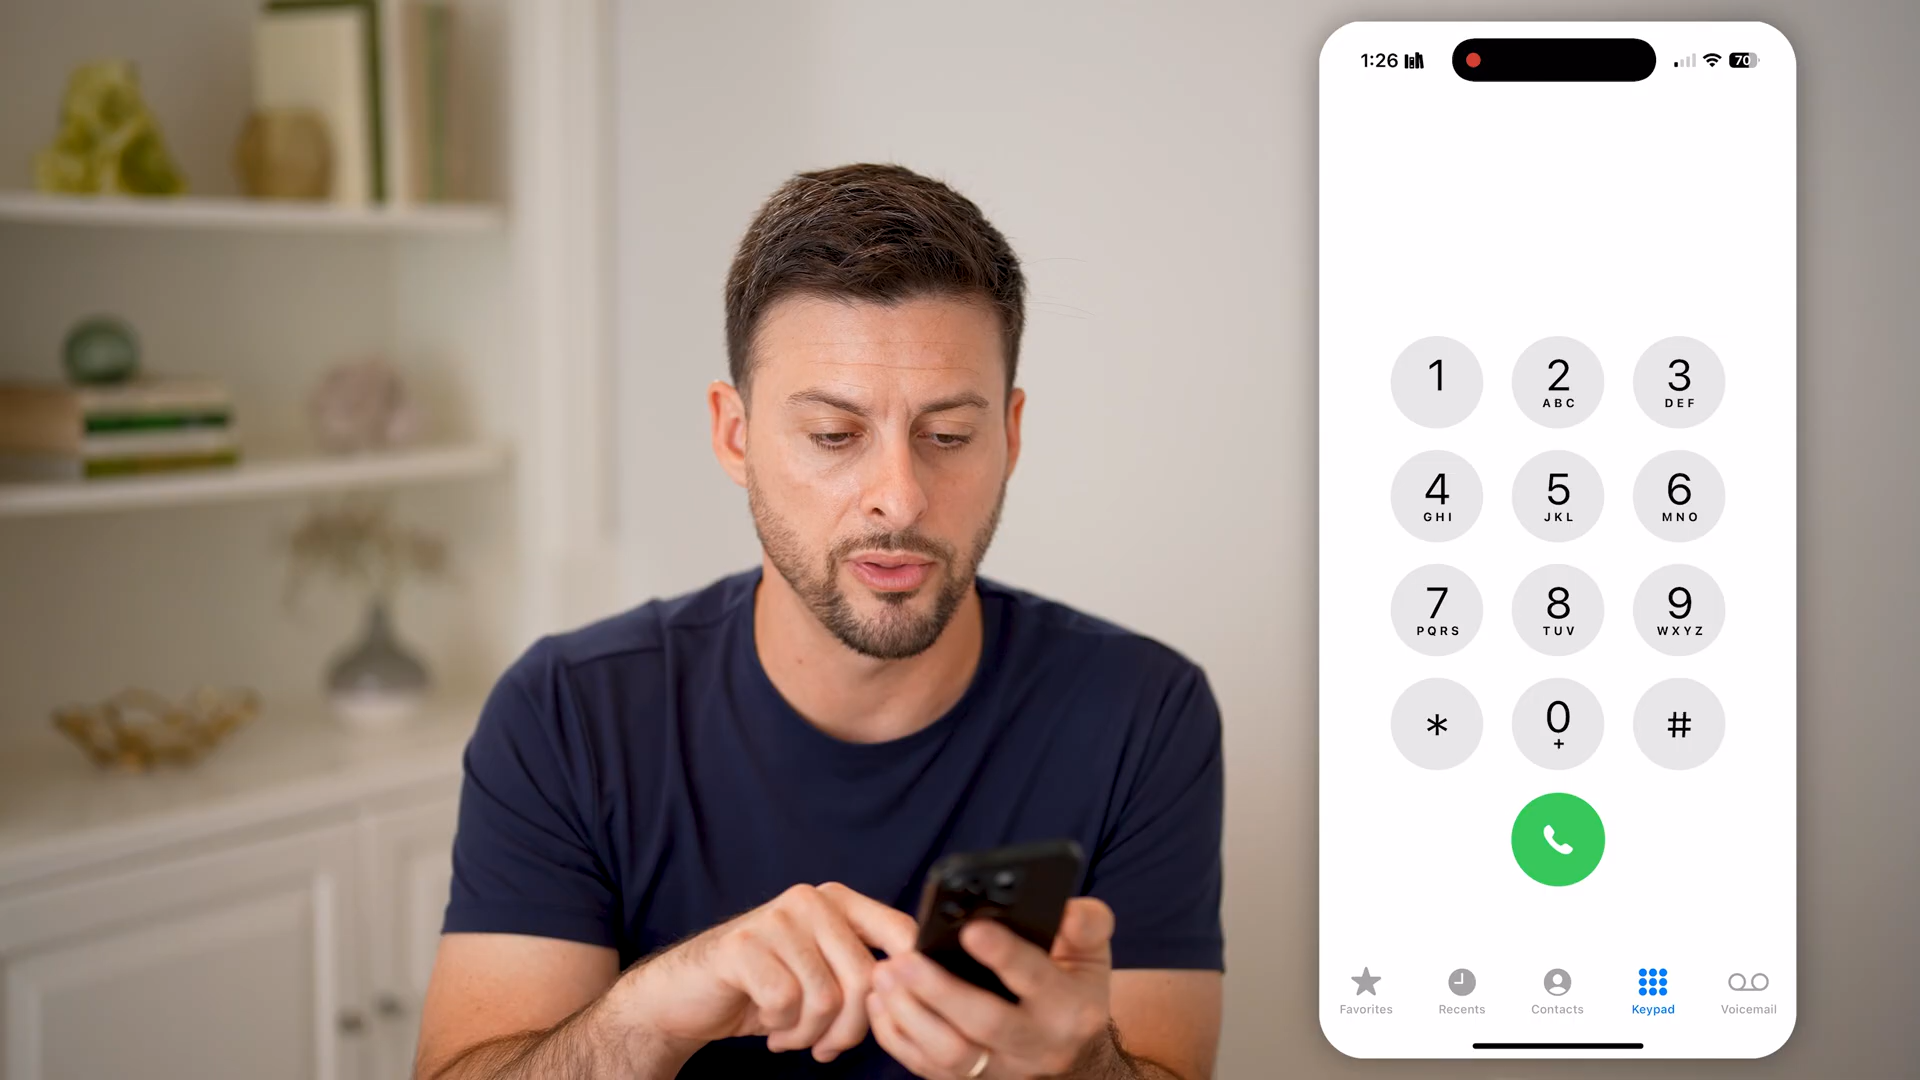 1:26
70
1
2
ABC
3
DEF
4
GHI
5
JKL
6
MNO
7
PQRS
8
TUV
9
WXYZ
*
0
+
#
Favorites
Recents
Contacts
Keypad
Voicemail